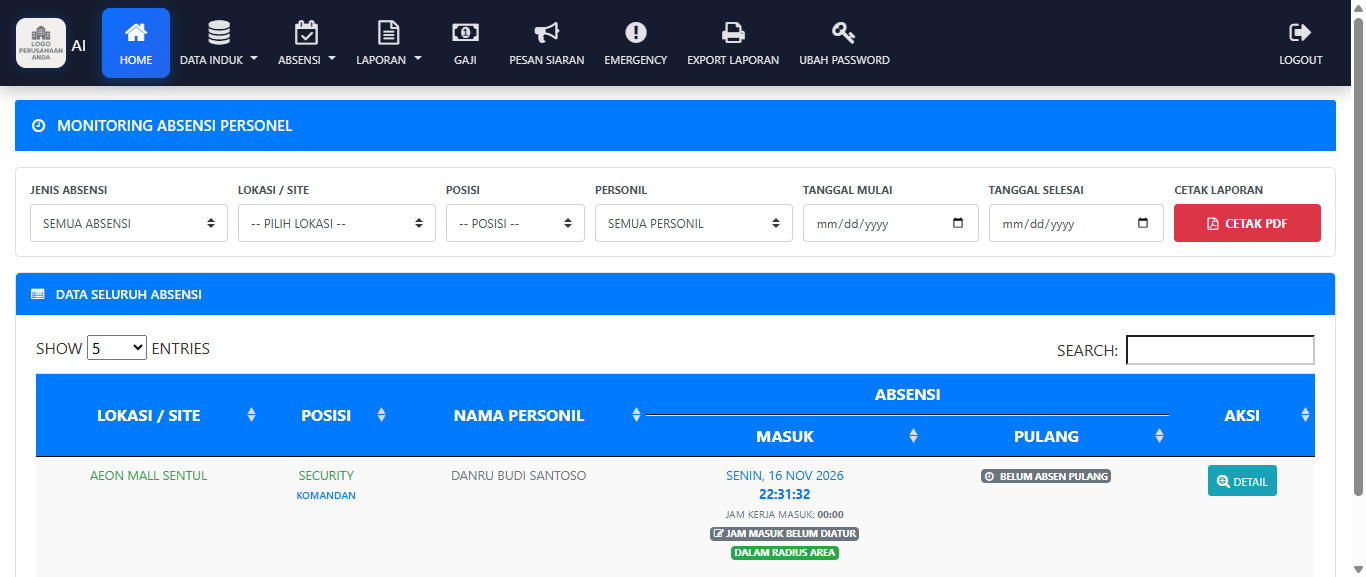 LOGO
PERUSAHAAN
ANDA
AI
HOME
DATA INDUK
ABSENSI
LAPORAN
GAJI
PESAN SIARAN
EMERGENCY
EXPORT LAPORAN
UBAH PASSWORD
LOGOUT
MONITORING ABSENSI PERSONEL
JENIS ABSENSI
LOKASI / SITE
POSISI
PERSONIL
TANGGAL MULAI
TANGGAL SELESAI
CETAK LAPORAN
SEMUA ABSENSI
-- PILIH LOKASI --
-- POSISI --
SEMUA PERSONIL
mm/dd/yyyy
mm/dd/yyyy
CETAK PDF
DATA SELURUH ABSENSI
SHOW 5 ENTRIES
SEARCH:
LOKASI / SITE
POSISI
NAMA PERSONIL
ABSENSI
MASUK
PULANG
AKSI
AEON MALL SENTUL
SECURITY
KOMANDAN
DANRU BUDI SANTOSO
SENIN, 16 NOV 2026
22:31:32
JAM KERJA MASUK: 00:00
JAM MASUK BELUM DIATUR
DALAM RADIUS AREA
BELUM ABSEN PULANG
DETAIL